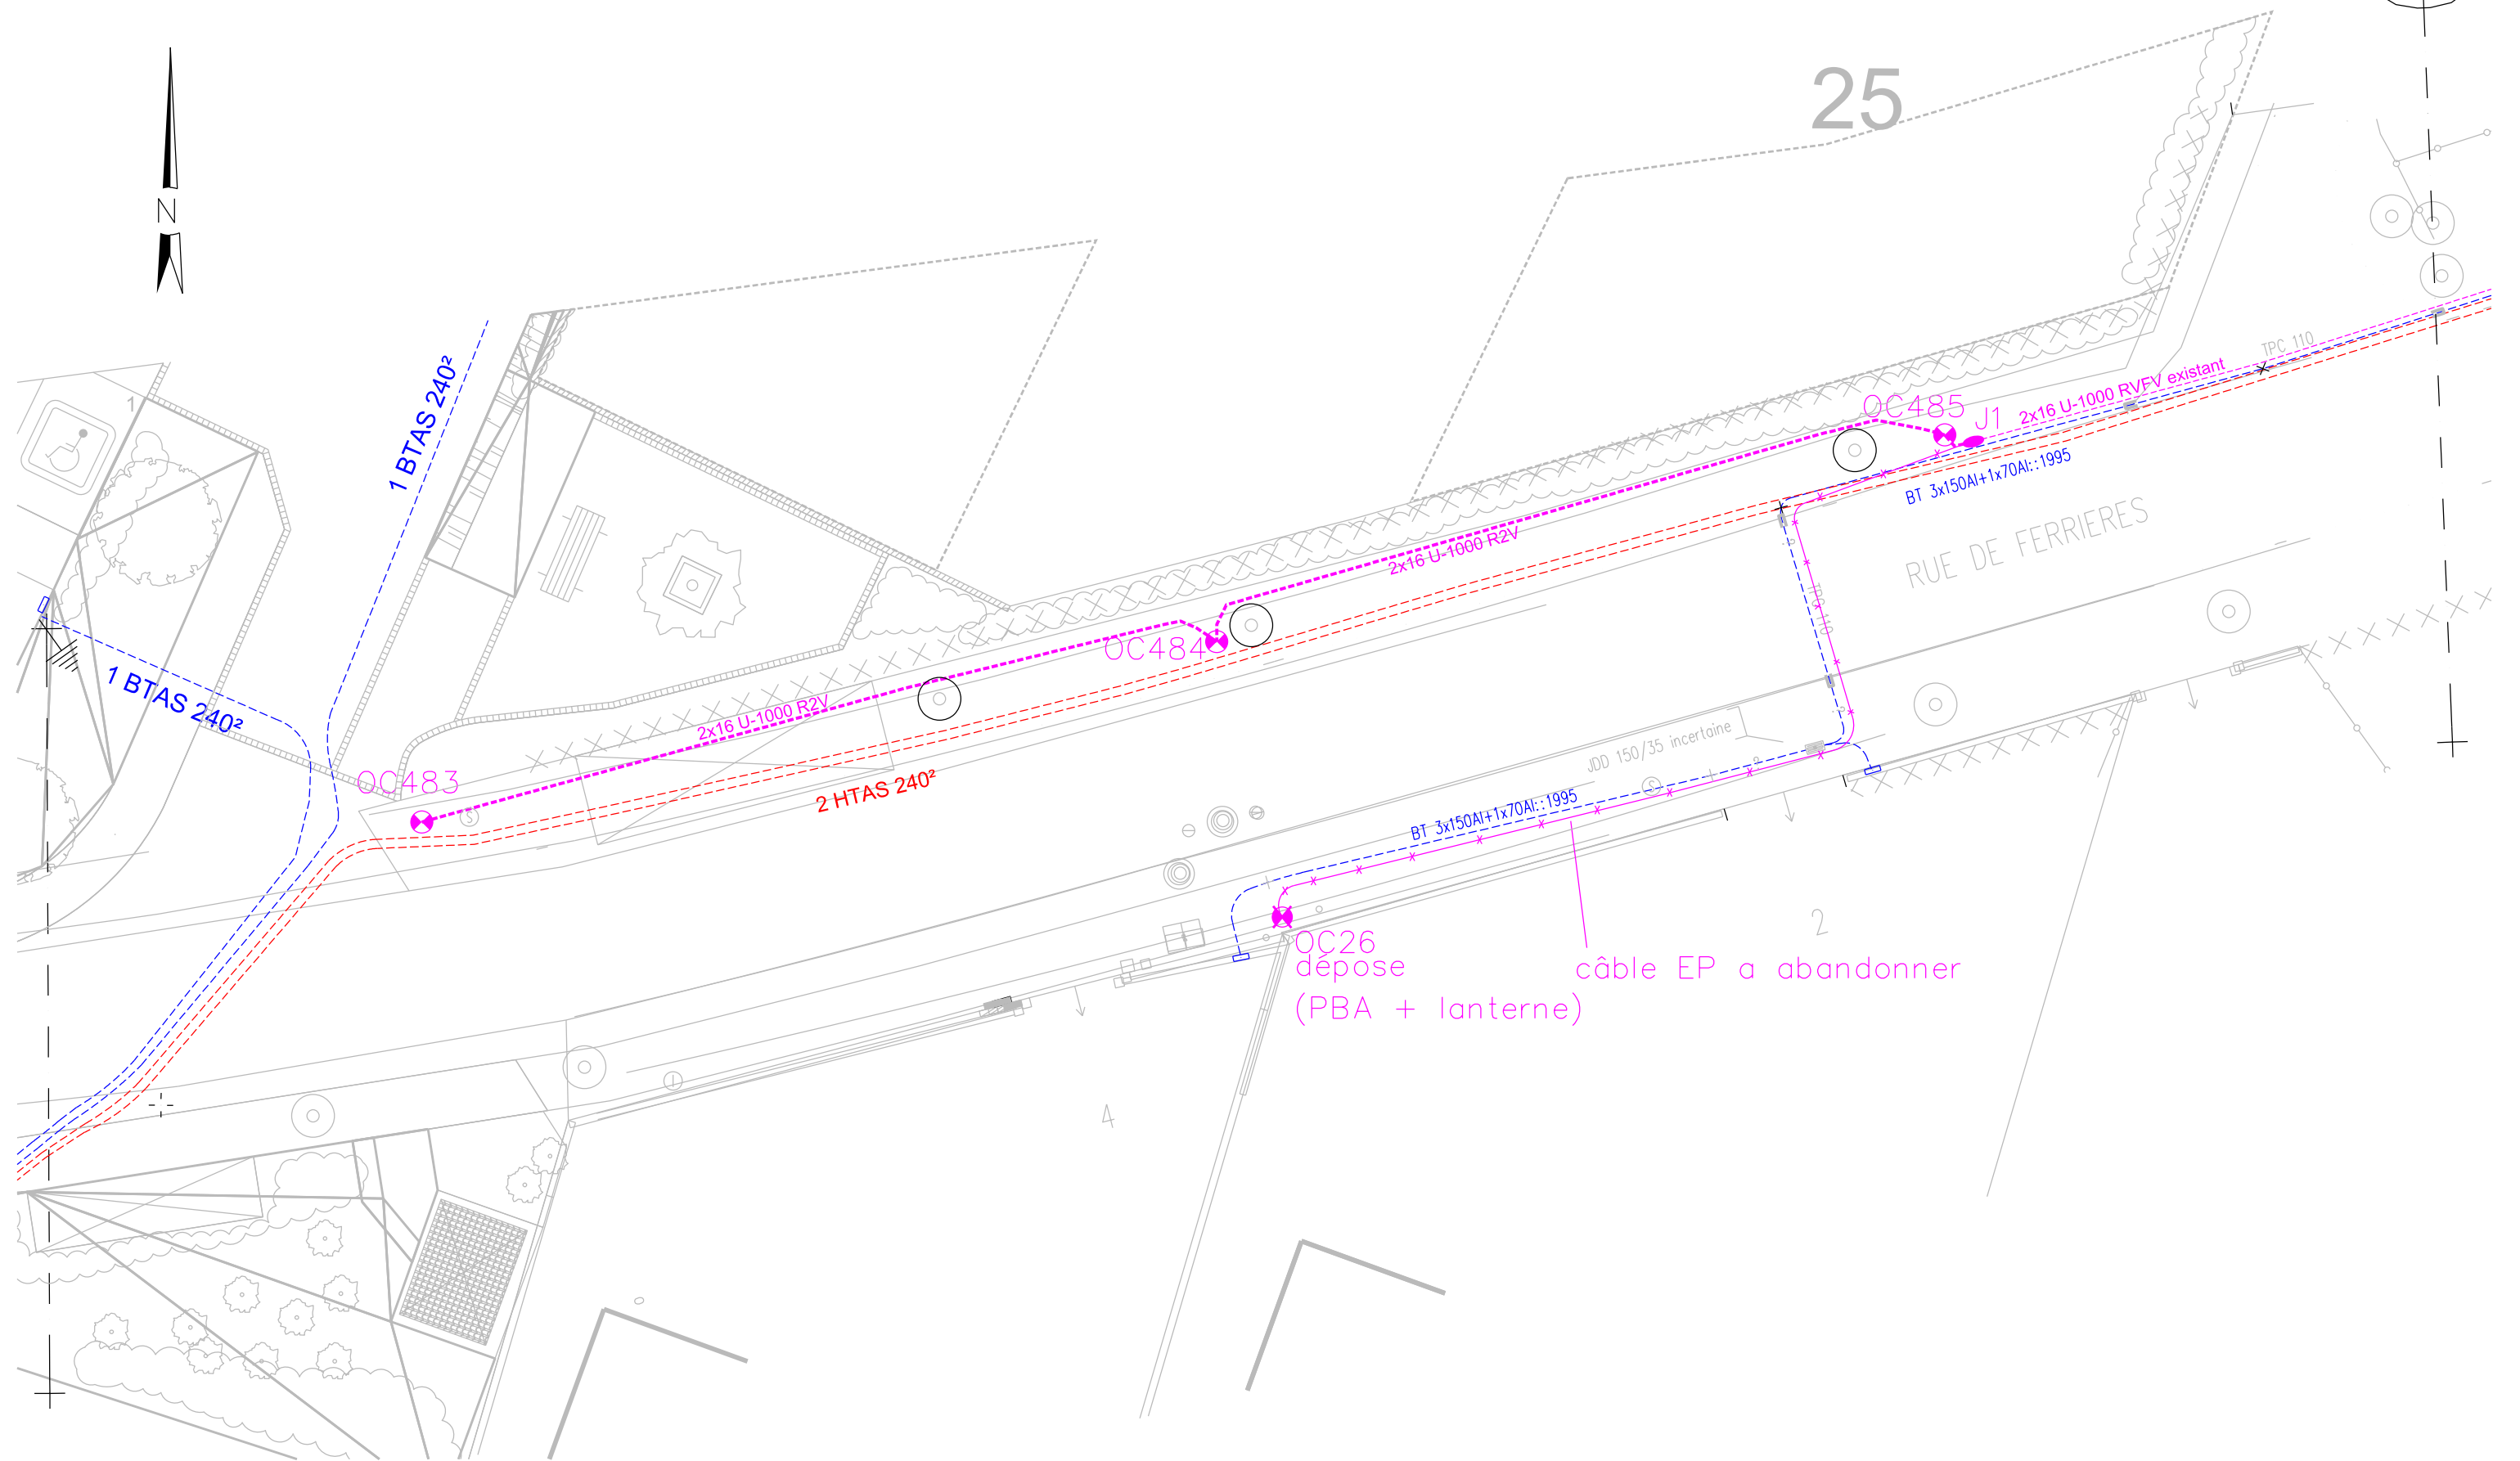 25
N
1
1 BTAS 240²
1 BTAS 240²
TPC 110
2x16 U-1000 RVFV existant
OC485
J1
BT 3x150Al+1x70Al::1995
RUE DE FERRIERES
2x16 U-1000 R2V
TPC 110
OC484
2x16 U-1000 R2V
OC483
2 HTAS 240²
JDD 150/35 incertaine
BT 3x150Al+1x70Al::1995
S
S
2
OC26
dépose
(PBA + lanterne)
câble EP a abandonner
4